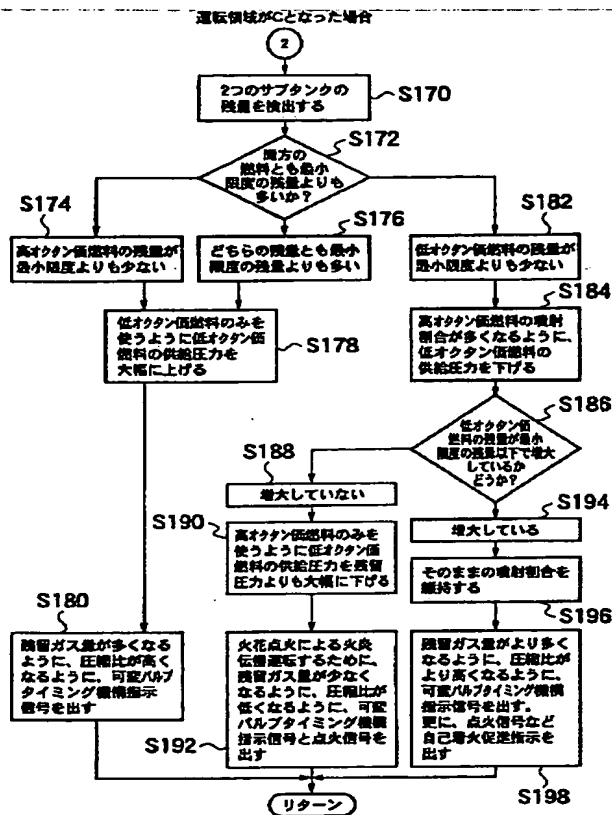 運転領域がCとなった場合
2
2つのサブタンクの
残量を検出する
S170
S172
両方の
燃料とも最小
限度の残量よりも
多いか?
S174
高オクタン価燃料の残量が
最小限度よりも少ない
S176
どちらの残量とも最小
限度の残量よりも多い
S182
低オクタン価燃料の残量が
最小限度よりも少ない
低オクタン価燃料のみを
使うように低オクタン価
燃料の供給圧力を
大幅に上げる
S178
S184
高オクタン価燃料の噴射
割合が多くなるように、
低オクタン価燃料の
供給圧力を下げる
S186
低オクタン価
燃料の残量が最小
限度の残量以下で増大
しているか
どうか?
S188
増大していない
S194
増大している
S190
高オクタン価燃料のみを
使うように低オクタン価
燃料の供給圧力を残留
圧力よりも大幅に下げる
そのままの噴射割合を
維持する
S196
S180
残留ガス量が多くなる
ように、圧縮比が高く
なるように、可変バルブ
タイミング機構指示
信号を出す
火花点火による火炎
伝播運転するために、
残留ガス量が少なく
なるように、圧縮比が
低くなるように、可変
バルブタイミング機構
指示信号と点火信号を
出す
S192
残留ガス量がより多く
なるように、圧縮比が
より高くなるように、
可変バルブタイミング機構
指示信号を出す。
更に、点火信号など
自己着火促進指示を
出す
S198
リターン